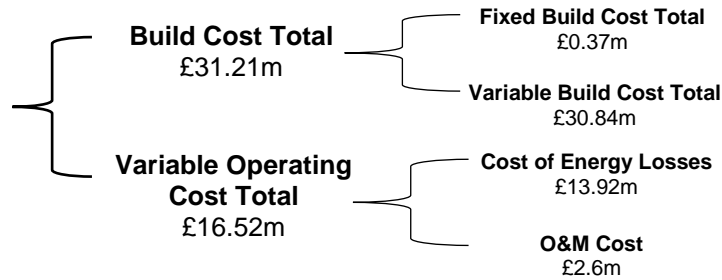 Build Cost Total
£31.21m
Fixed Build Cost Total
£0.37m
Variable Build Cost Total
£30.84m
Variable Operating
Cost Total
£16.52m
Cost of Energy Losses
£13.92m
O&M Cost
£2.6m